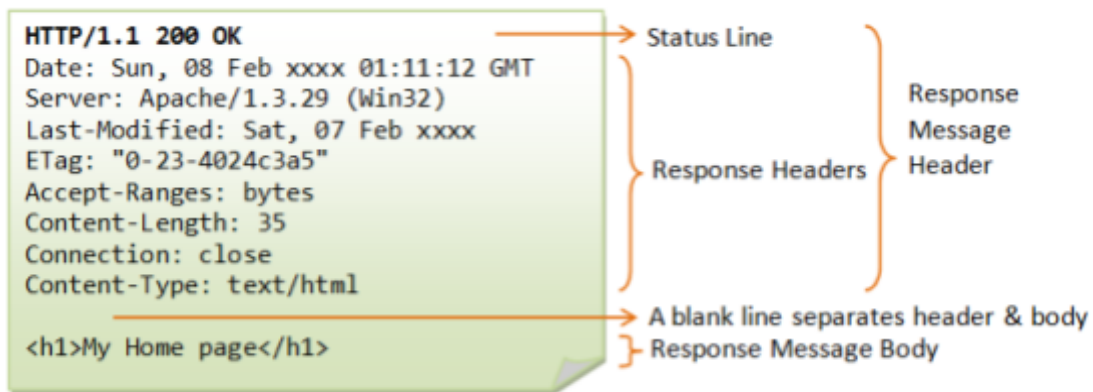 HTTP/1.1 200 OK
Date: Sun, 08 Feb xxxx 01:11:12 GMT
Server: Apache/1.3.29 (Win32)
Last-Modified: Sat, 07 Feb xxxx
ETag: "0-23-4024c3a5"
Accept-Ranges: bytes
Content-Length: 35
Connection: close
Content-Type: text/html
<h1>My Home page</h1>
Status Line
Response Headers
Response
Message
Header
A blank line separates header & body
Response Message Body